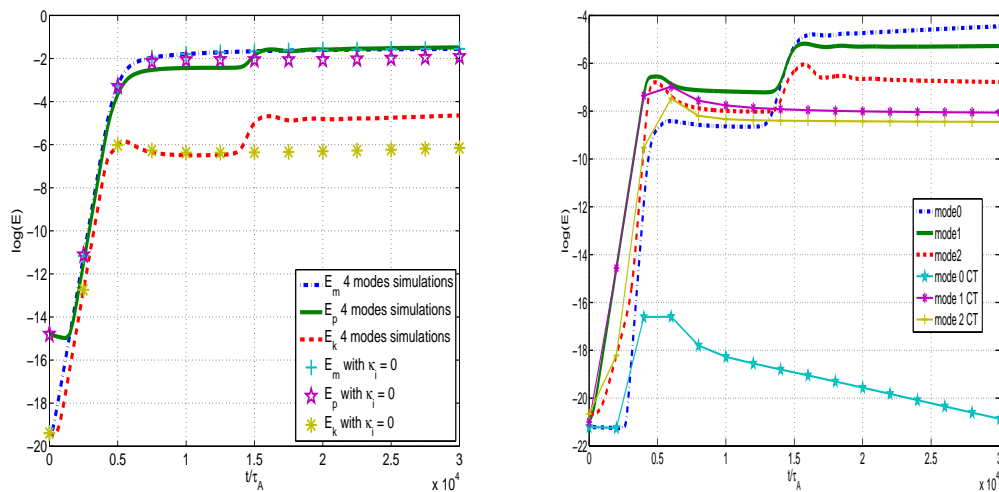 0
−2
−4
−6
−8
−10
−12
−14
−16
−18
−20
log(E)
0 0.5 1 1.5 2 2.5 3
t/τ_A
x 10^4
E_m 4 modes simulations
E_p 4 modes simulations
E_k 4 modes simulations
E_m with κ_i = 0
E_p with κ_i = 0
E_k with κ_i = 0
−4
−6
−8
−10
−12
−14
−16
−18
−20
−22
log(E)
0 0.5 1 1.5 2 2.5 3
t/τ_A
x 10^4
mode0
mode1
mode2
mode 0 CT
mode 1 CT
mode 2 CT